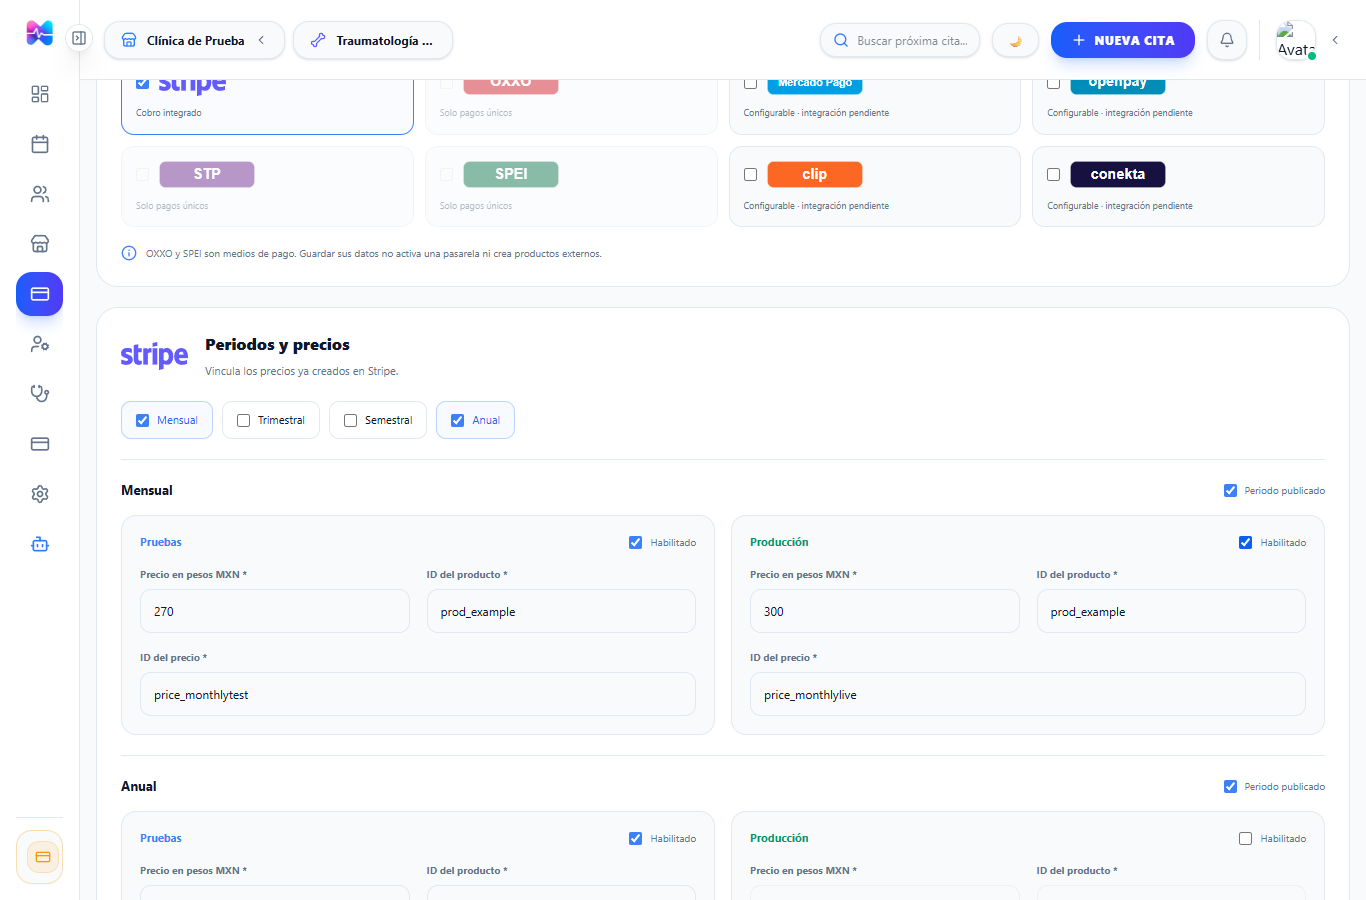 Clínica de Prueba
Traumatología ...
Buscar próxima cita...
NUEVA CITA
Avata
stripe
OXXO
Mercado Pago
openpay
Cobro integrado
Solo pagos únicos
Configurable · integración pendiente
Configurable · integración pendiente
STP
SPEI
clip
conekta
Solo pagos únicos
Solo pagos únicos
Configurable · integración pendiente
Configurable · integración pendiente
OXXO y SPEI son medios de pago. Guardar sus datos no activa una pasarela ni crea productos externos.
stripe
Periodos y precios
Vincula los precios ya creados en Stripe.
Mensual
Trimestral
Semestral
Anual
Mensual
Periodo publicado
Pruebas
Habilitado
Precio en pesos MXN *
ID del producto *
270
prod_example
ID del precio *
price_monthlytest
Producción
Habilitado
Precio en pesos MXN *
ID del producto *
300
prod_example
ID del precio *
price_monthlylive
Anual
Periodo publicado
Pruebas
Habilitado
Precio en pesos MXN *
ID del producto *
Producción
Habilitado
Precio en pesos MXN *
ID del producto *